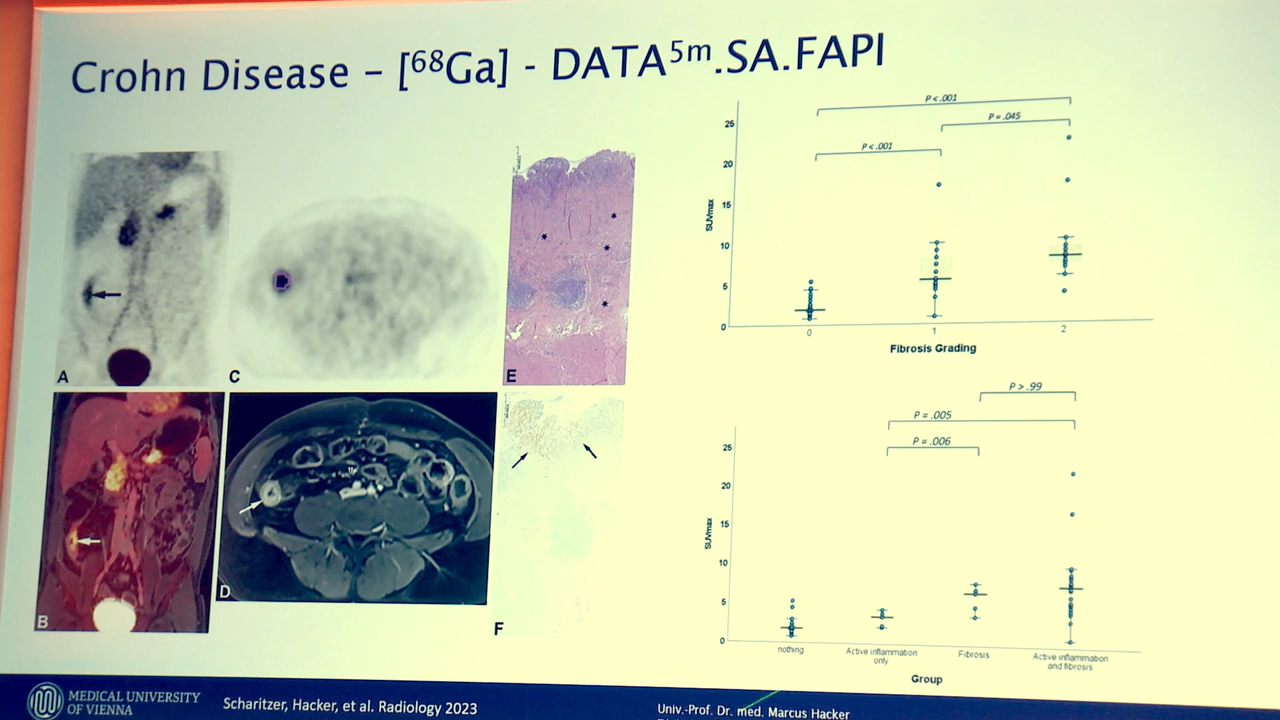 Crohn Disease – [⁶⁸Ga] - DATA⁵ᵐ.SA.FAPI
A
C
E
B
D
F
P < .001
P = .045
P < .001
SUVmax
25
20
15
10
5
0
0
1
2
Fibrosis Grading
P > .99
P = .005
P = .006
SUVmax
25
20
15
10
5
0
nothing
Active inflammation
only
Fibrosis
Active inflammation
and fibrosis
Group
MEDICAL UNIVERSITY
OF VIENNA
Scharitzer, Hacker, et al. Radiology 2023
Univ.-Prof. Dr. med. Marcus Hacker